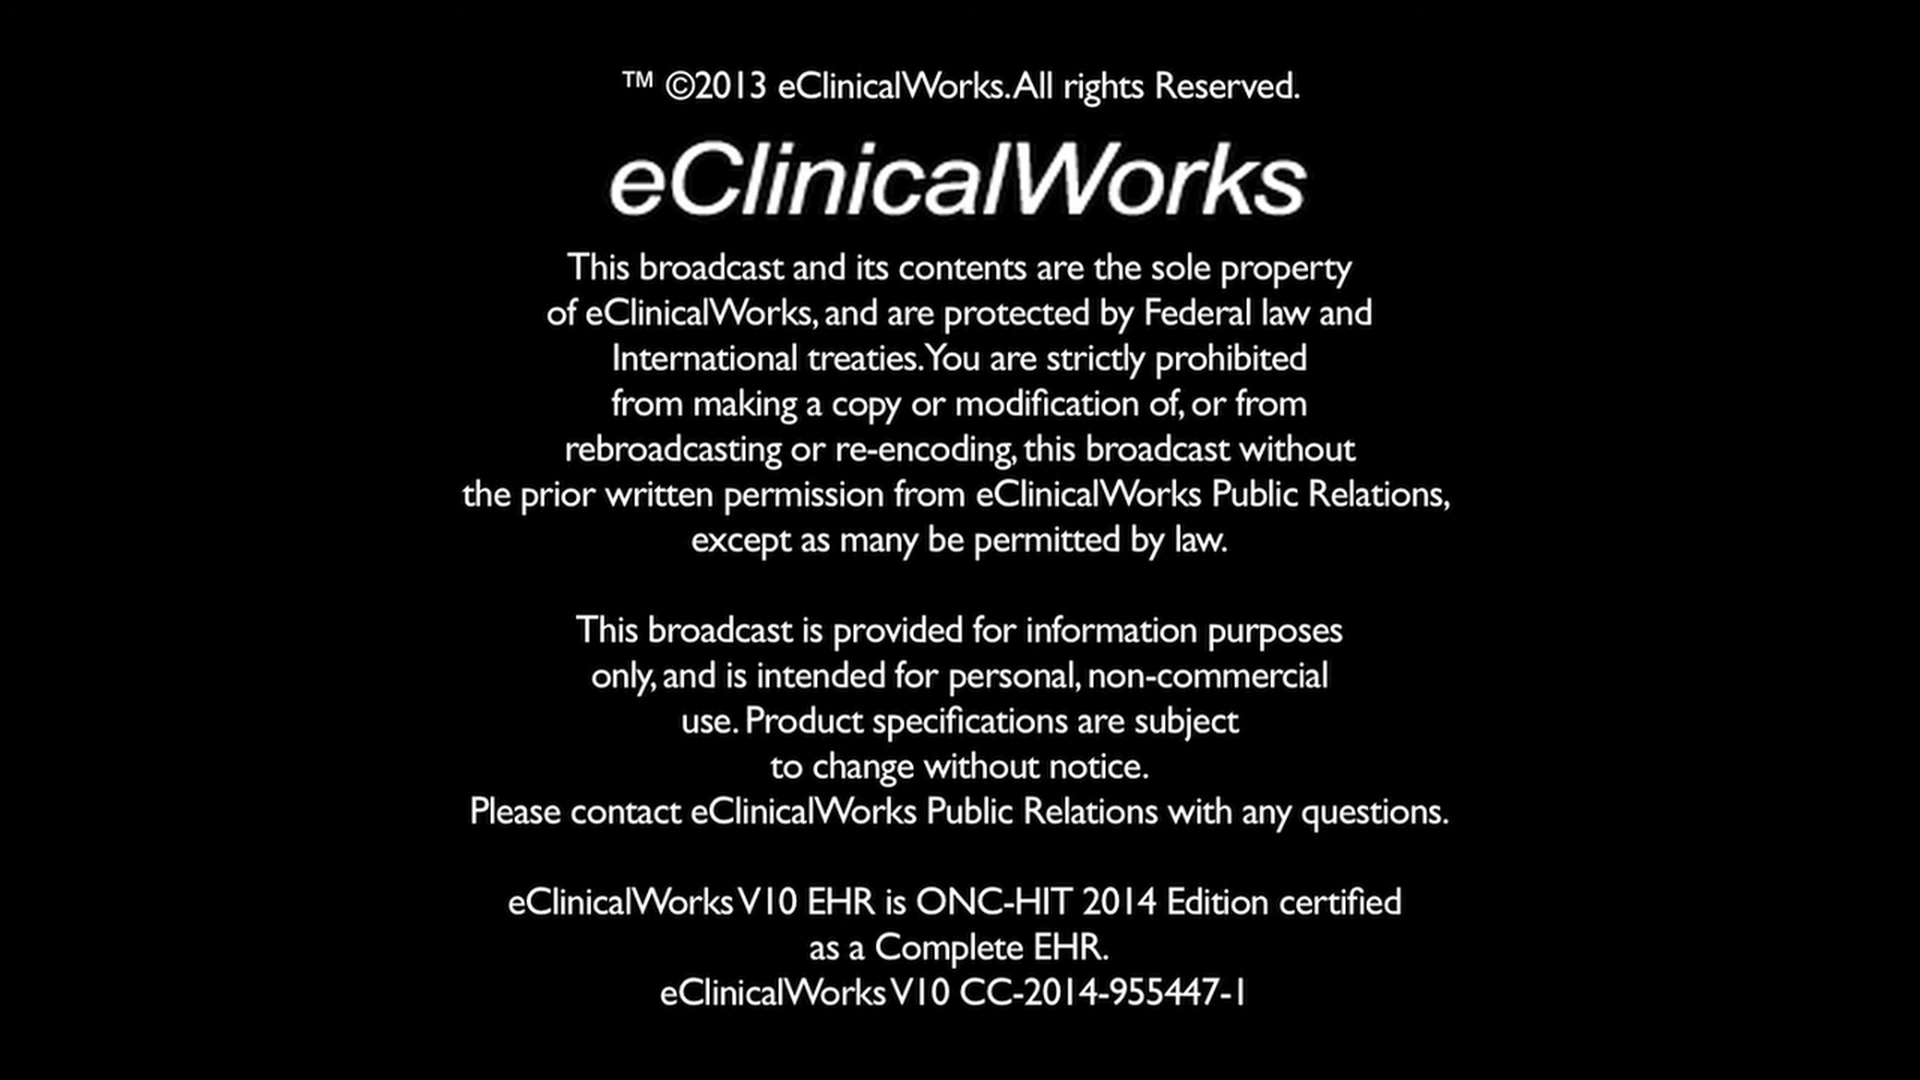 ™ ©2013 eClinicalWorks. All rights Reserved.
eClinicalWorks
This broadcast and its contents are the sole property
of eClinicalWorks, and are protected by Federal law and
International treaties. You are strictly prohibited
from making a copy or modification of, or from
rebroadcasting or re-encoding, this broadcast without
the prior written permission from eClinicalWorks Public Relations,
except as many be permitted by law.
This broadcast is provided for information purposes
only, and is intended for personal, non-commercial
use. Product specifications are subject
to change without notice.
Please contact eClinicalWorks Public Relations with any questions.
eClinicalWorks V10 EHR is ONC-HIT 2014 Edition certified
as a Complete EHR.
eClinicalWorks V10 CC-2014-955447-1